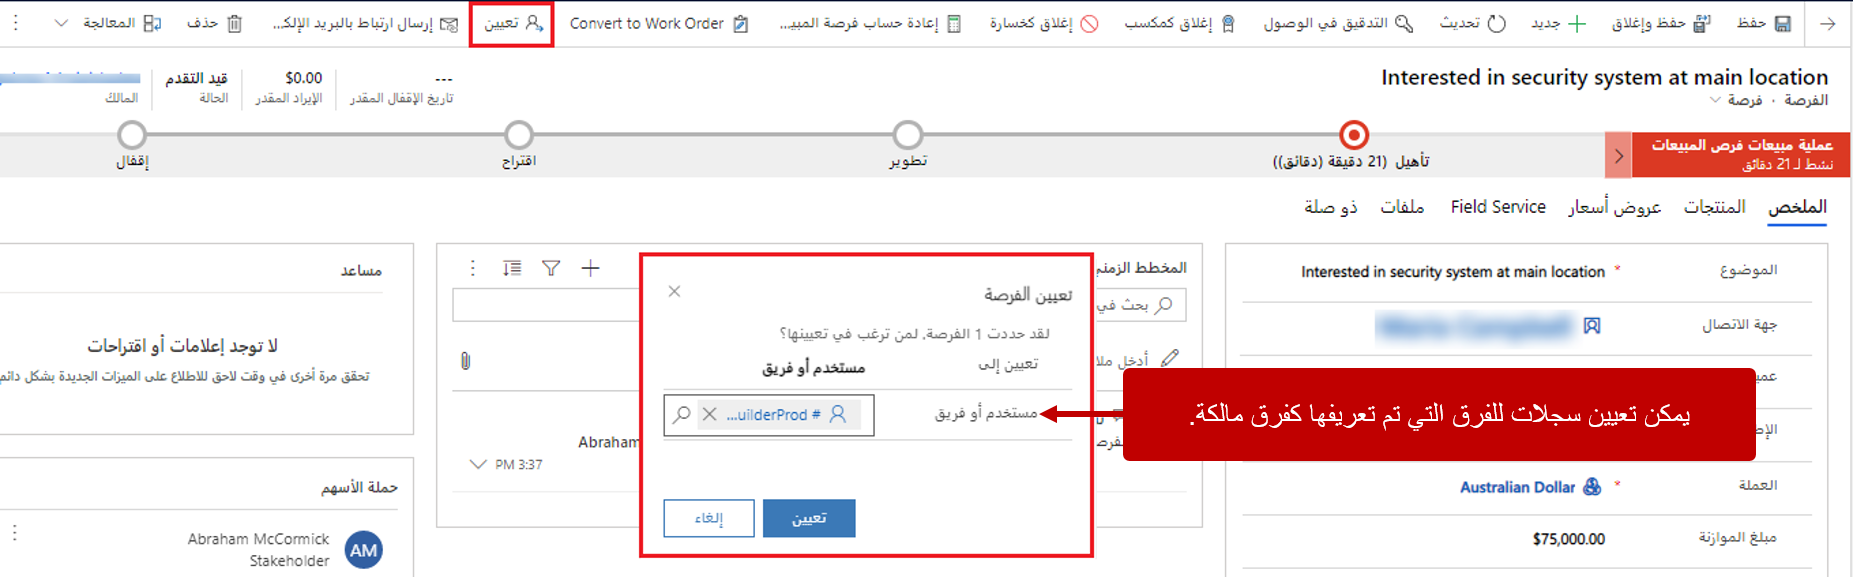 حفظ
حفظ وإغلاق
جديد
تحديث
التدقيق في الوصول
إغلاق كمكسب
إغلاق كخسارة
إعادة حساب فرصة المبي...
Convert to Work Order
تعيين
إرسال ارتباط بالبريد الإلك...
حذف
المعالجة
Interested in security system at main location
الفرصة · فرصة
---
تاريخ الإقفال المقدر
$0.00
الإيراد المقدر
قيد التقدم
الحالة
المالك
عملية مبيعات فرص المبيعات
نشط لـ 21 دقائق
تأهيل (21 دقيقة (دقائق))
تطوير
اقتراح
إقفال
الملخص
المنتجات
عروض أسعار
Field Service
ملفات
ذو صلة
الموضوع
* Interested in security system at main location
جهة الاتصال
العملة
* Australian Dollar
مبلغ الموازنة
$75,000.00
المخطط الزمني
بحث في
أدخل
Abraham
3:37 PM
تعيين الفرصة
لقد حددت 1 الفرصة. لمن ترغب في تعيينها؟
تعيين إلى
مستخدم أو فريق
مستخدم أو فريق
...uilderProd #
تعيين
إلغاء
يمكن تعيين سجلات للفرق التي تم تعريفها كفرق مالكة.
مساعد
لا توجد إعلامات أو اقتراحات
تحقق مرة أخرى في وقت لاحق للاطلاع على الميزات الجديدة بشكل دائم
حملة الأسهم
AM
Abraham McCormick
Stakeholder